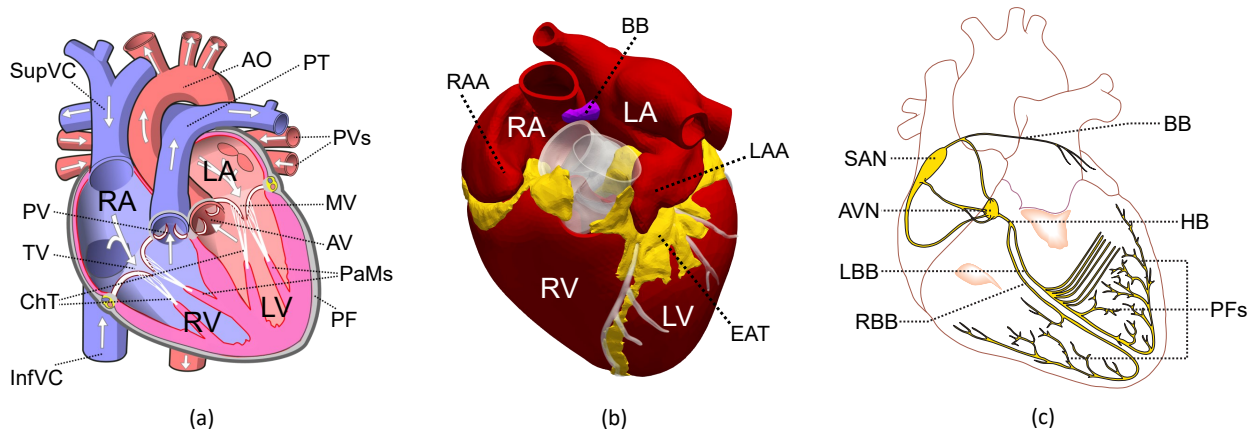 SupVC
AO
PT
PVs
LA
RA
MV
PV
AV
TV
PaMs
ChT
RV
LV
PF
InfVC
(a)
BB
RAA
RA
LA
LAA
RV
LV
EAT
(b)
BB
SAN
AVN
HB
LBB
RBB
PFs
(c)